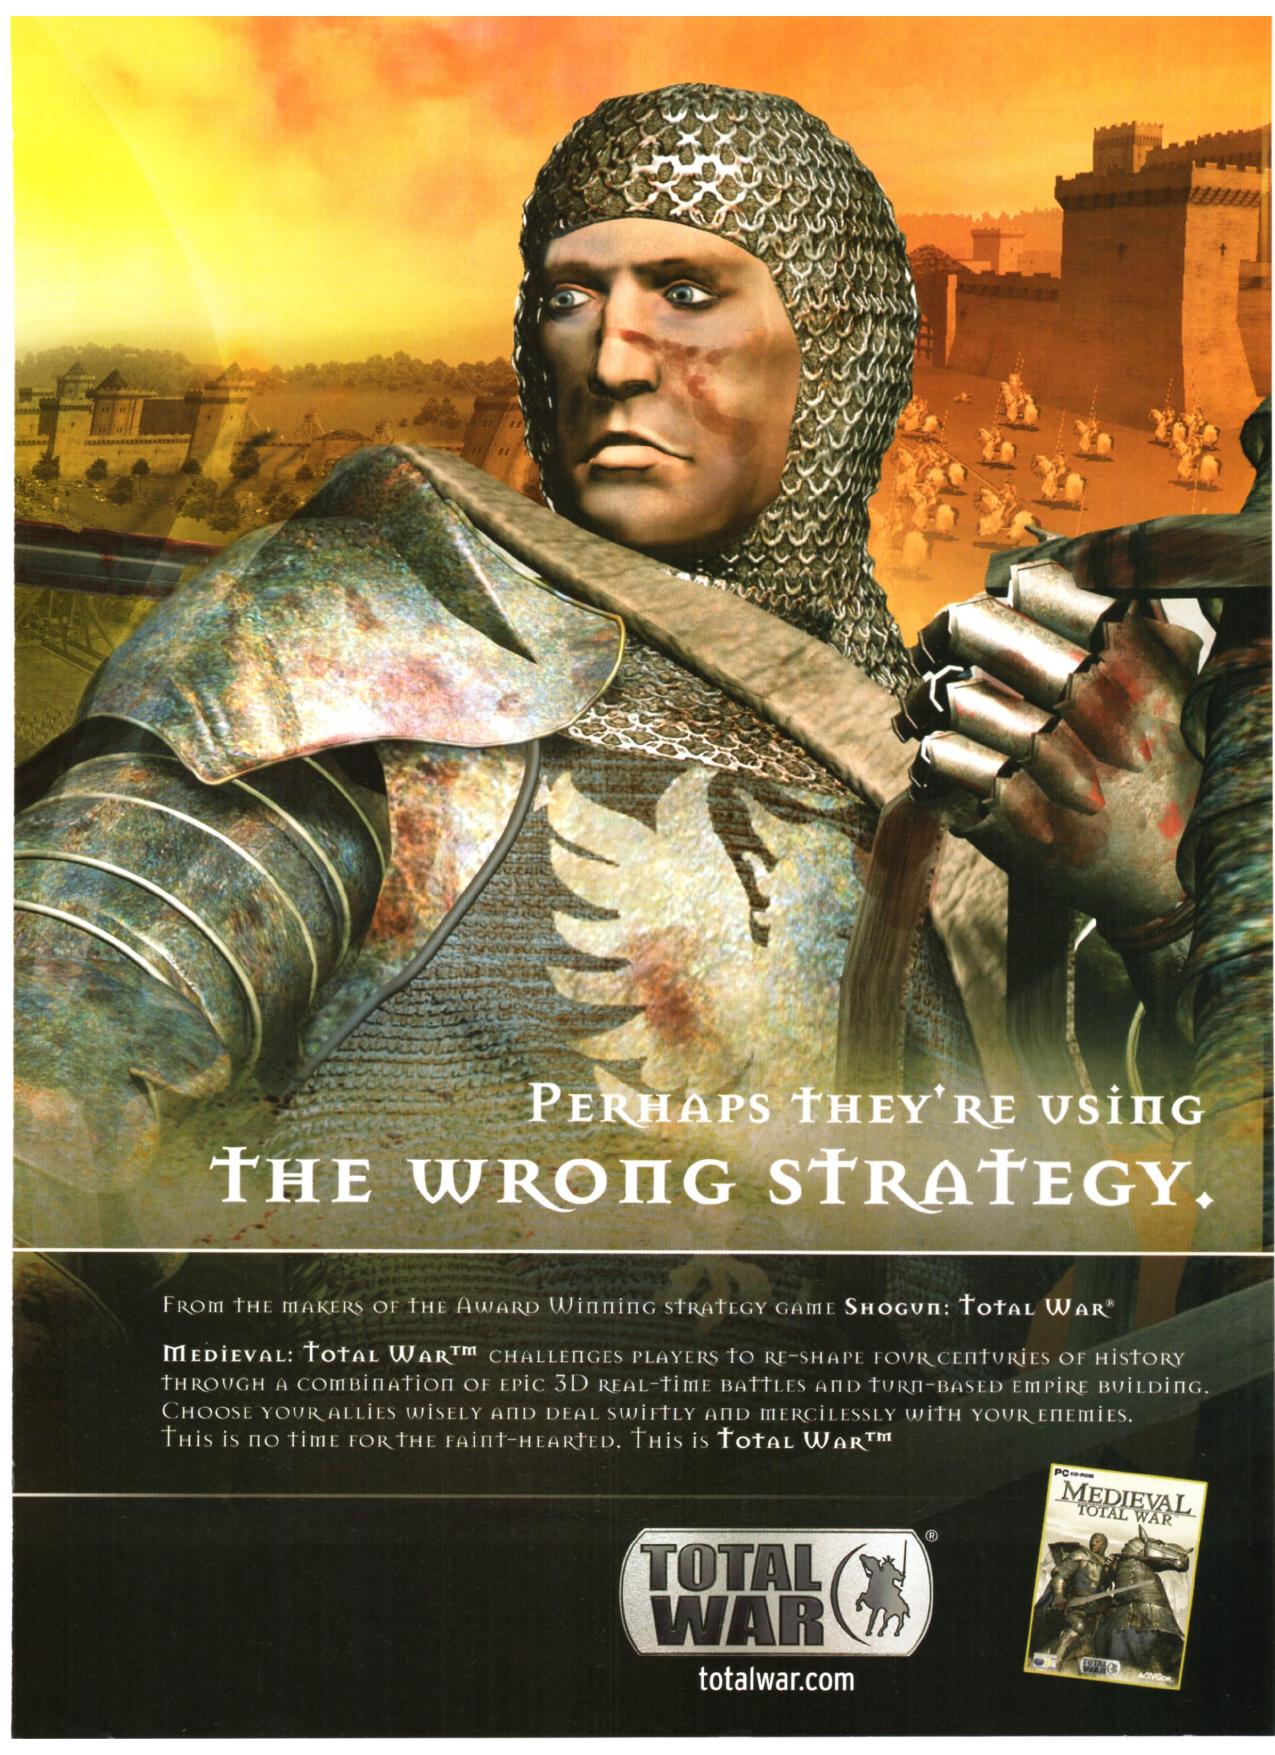 Perhaps they're using
the wrong strategy.
From the makers of the Award Winning strategy game Shogun: Total War®
Medieval: Total War™ challenges players to re-shape four centuries of history
through a combination of epic 3D real-time battles and turn-based empire building.
Choose your allies wisely and deal swiftly and mercilessly with your enemies.
This is no time for the faint-hearted. This is Total War™
PC CD-ROM
MEDIEVAL
TOTAL WAR™
TOTAL
WAR
®
TOTAL
WAR
ACTIVISION
totalwar.com